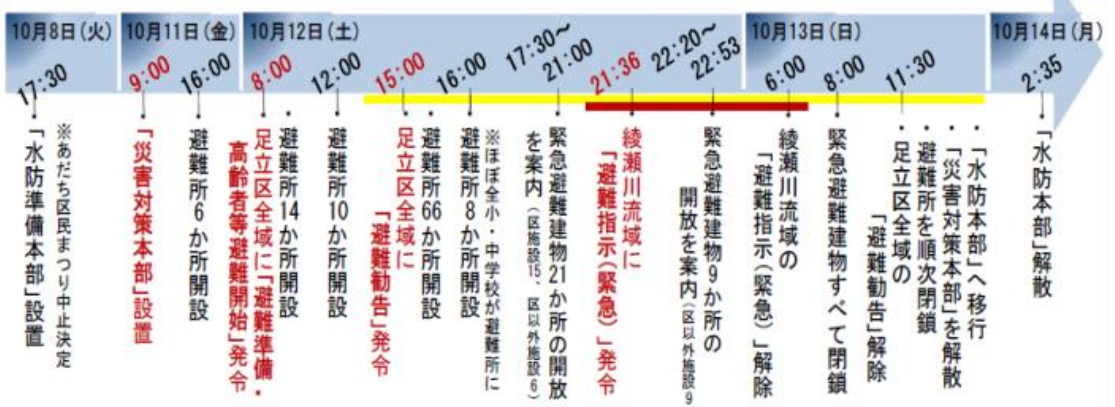 10月8日(火)
10月11日(金)
10月12日(土)
10月13日(日)
10月14日(月)
17:30
9:00
16:00
8:00
12:00
15:00
16:00
17:30～
21:00
21:36
22:20～
22:53
6:00
8:00
11:30
2:35
「水防準備本部」設置
※あだち区民まつり中止決定
「災害対策本部」設置
避難所6か所開設
・避難所14か所開設
足立区全域に「避難準備・
高齢者等避難開始」発令
避難所10か所開設
・避難所66か所開設
足立区全域に
「避難勧告」発令
避難所8か所開設
※ほぼ全小・中学校が避難所に
緊急避難建物21か所の開放
を案内(区施設15、区以外施設6)
綾瀬川流域に
「避難指示(緊急)」発令
緊急避難建物9か所の
開放を案内(区以外施設9
綾瀬川流域の
「避難指示(緊急)」解除
緊急避難建物すべて閉鎖
・「水防本部」へ移行
・「災害対策本部」を解散
・避難所を順次閉鎖
・足立区全域の
「避難勧告」解除
「水防本部」解散